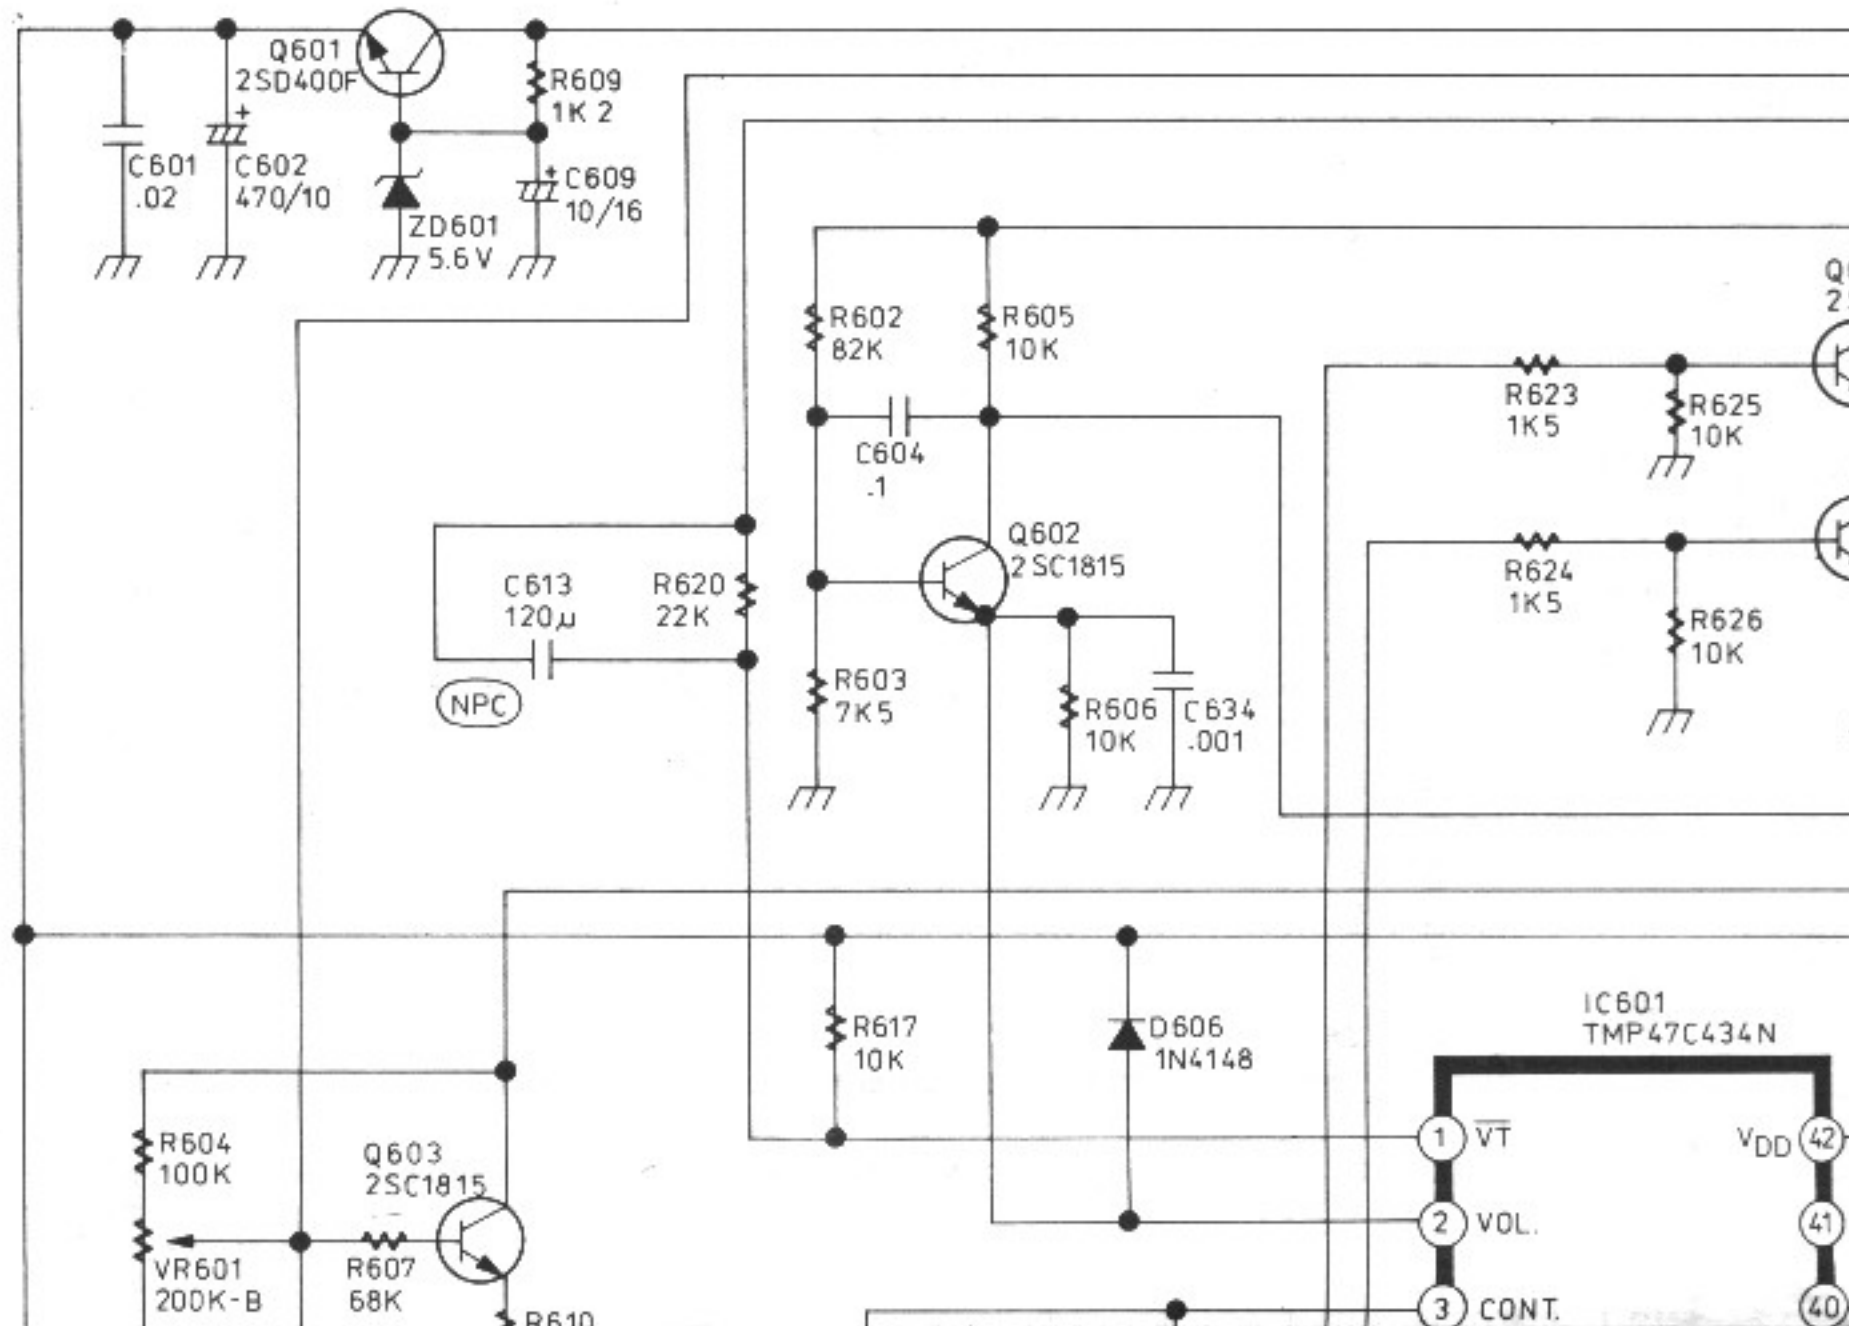 Q601
2SD400F
R609
1K 2
C601
.02
C602
470/10
+
+
C609
10/16
ZD601
5.6V
R602
82K
R605
10K
C604
.1
R623
1K5
R625
10K
Q602
2SC1815
R624
1K5
R626
10K
C613
120µ
NPC
R620
22K
R603
7K5
R606
10K
C634
.001
R617
10K
D606
1N4148
IC601
TMP47C434N
R604
100K
Q603
2SC1815
VR601
200K-B
R607
68K
R610
1 VT
VDD 42
2 VOL.
41
3 CONT.
40